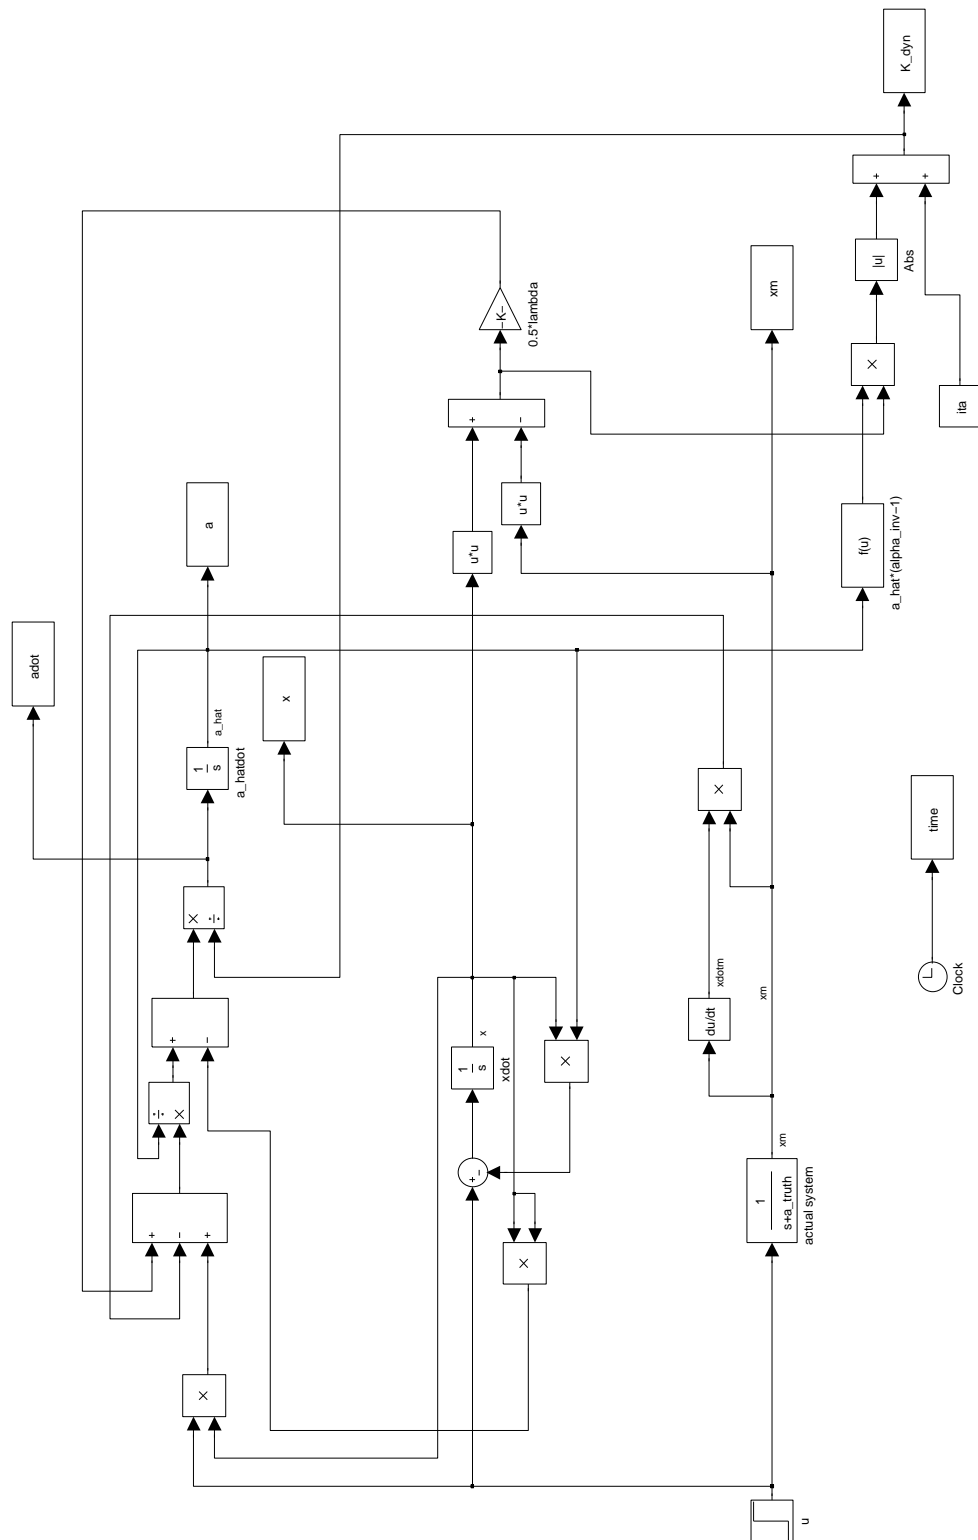 adot
a
x
K_dyn
xm
+
+
|u|
Abs
×
ita
f(u)
a_hat*(alpha_inv−1)
−K−
0.5*lambda
+
−
u*u
u*u
a_hat
1
s
a_hatdot
×
÷
+
−
÷
×
+
−
+
×
x
1
s
xdot
×
+
−
×
×
xdotm
du/dt
xm
xm
1
s+a_truth
actual system
u
time
Clock